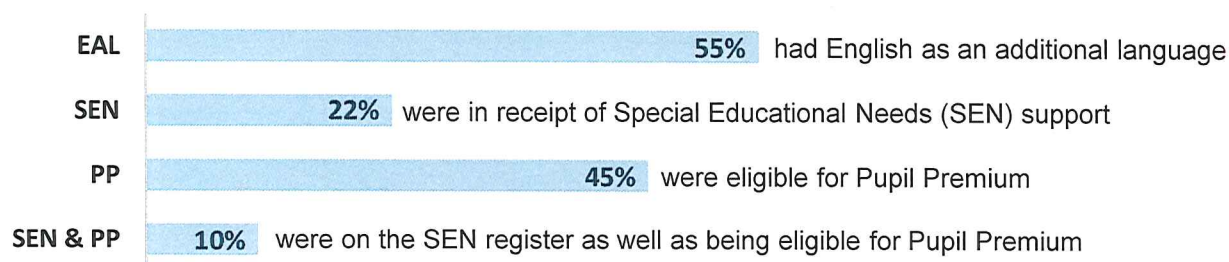 EAL 55% had English as an additional language
SEN 22% were in receipt of Special Educational Needs (SEN) support
PP 45% were eligible for Pupil Premium
SEN & PP 10% were on the SEN register as well as being eligible for Pupil Premium